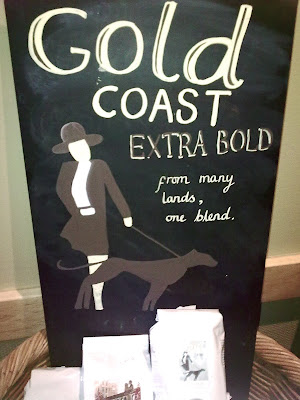 Gold
COAST
EXTRA BOLD
from many
lands,
one blend.